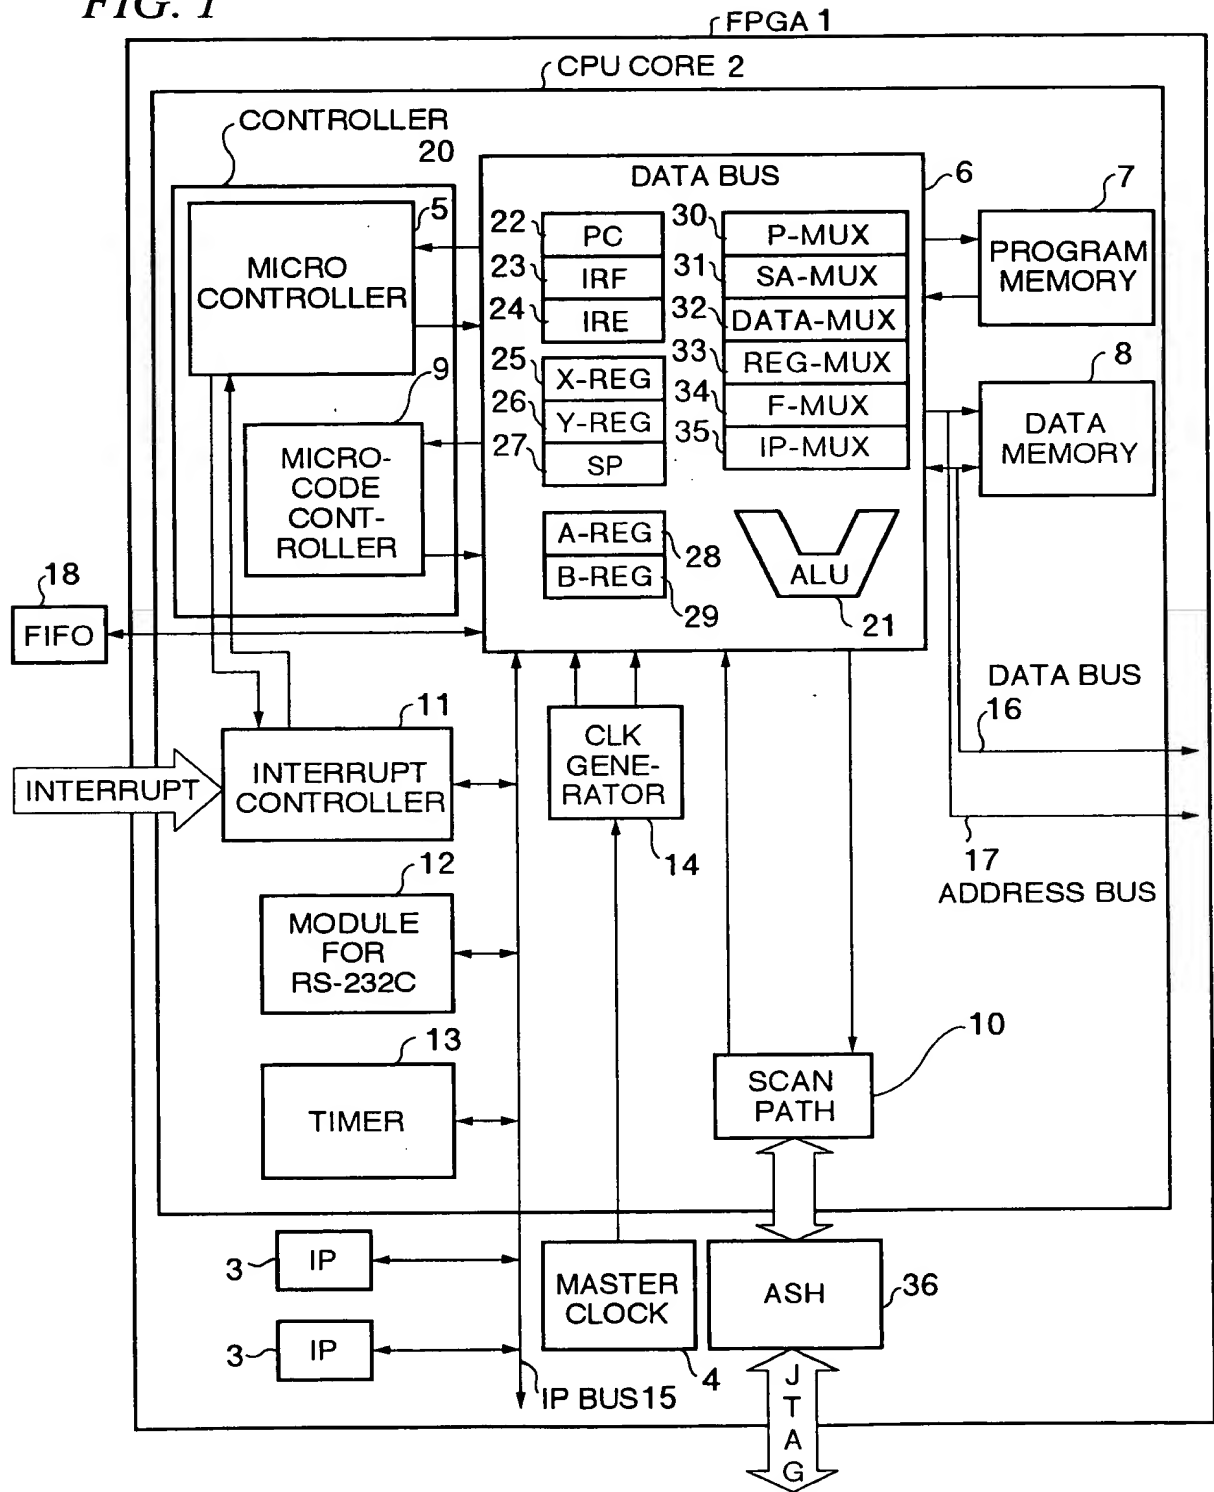 FIG. 1
FPGA 1
CPU CORE 2
CONTROLLER
20
DATA BUS
6
7
5
MICRO
CONTROLLER
22
PC
23
IRF
24
IRE
25
X-REG
26
Y-REG
27
SP
30
P-MUX
31
SA-MUX
32
DATA-MUX
33
REG-MUX
34
F-MUX
35
IP-MUX
PROGRAM
MEMORY
8
DATA
MEMORY
9
MICRO-
CODE
CONT-
ROLLER
A-REG
28
B-REG
29
ALU
21
18
FIFO
DATA BUS
16
17
ADDRESS BUS
11
INTERRUPT
INTERRUPT
CONTROLLER
CLK
GENE-
RATOR
14
12
MODULE
FOR
RS-232C
13
TIMER
10
SCAN
PATH
3
IP
3
IP
MASTER
CLOCK
4
ASH
36
IP BUS15
JTAG